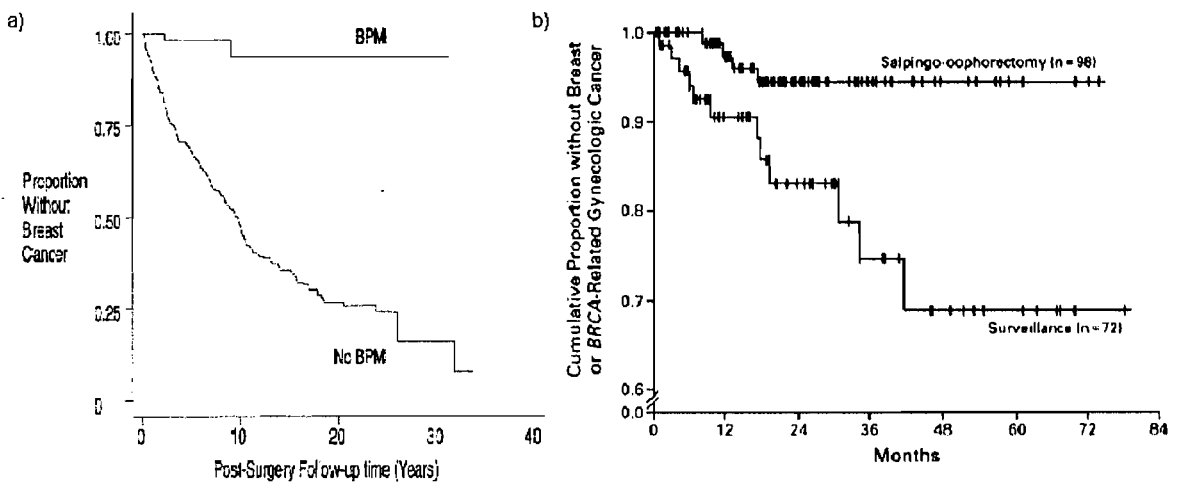 a)
1.00
BPM
0.75
Proportion
Without
Breast
Cancer
0.50
0.25
No BPM
0
0
10
20
30
40
Post-Surgery Follow-up time (Years)
b)
Cumulative Proportion without Breast
or BRCA-Related Gynecologic Cancer
1.0
Salpingo-oophorectomy (n=98)
0.9
0.8
0.7
Surveillance (n=72)
0.6
0.0
0
12
24
36
48
60
72
84
Months